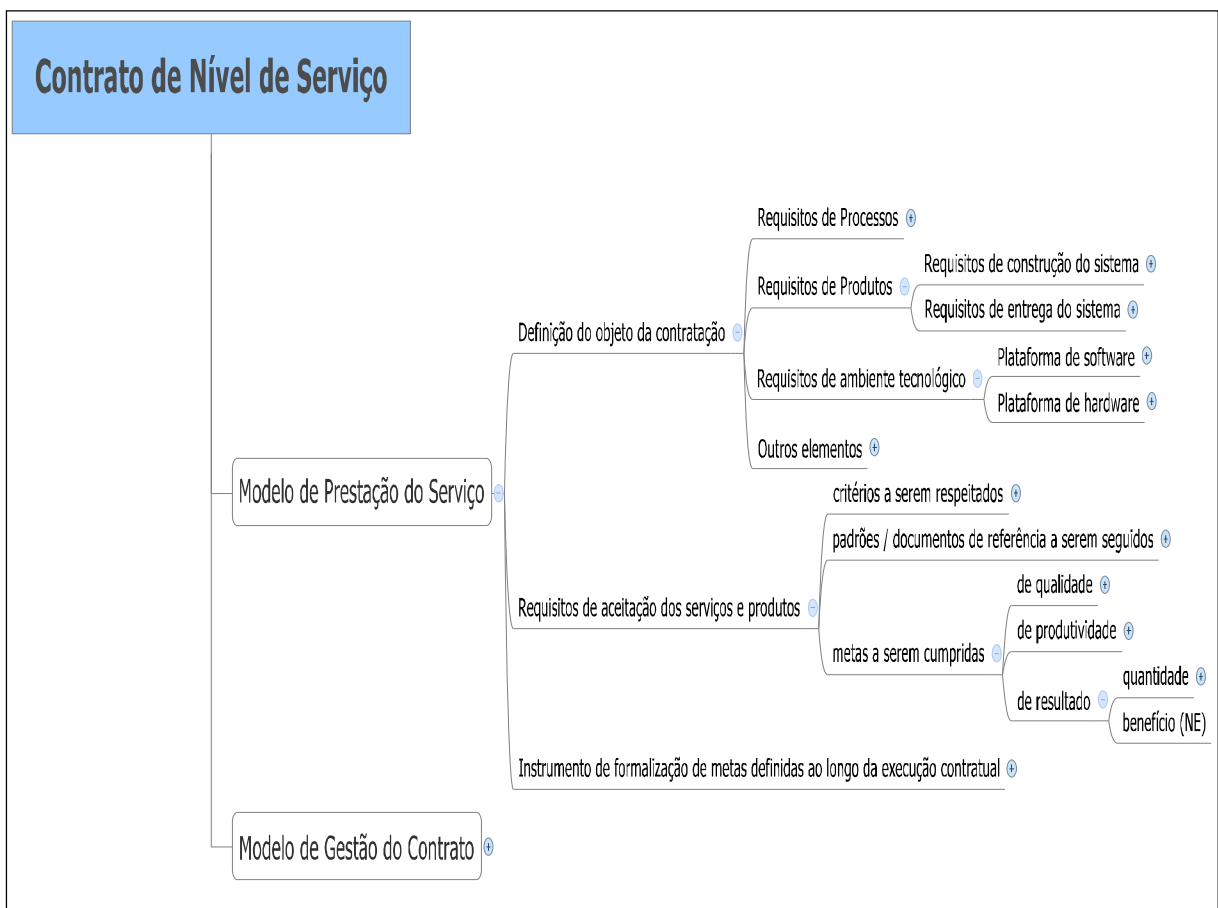 Contrato de Nível de Serviço
Requisitos de Processos
Requisitos de construção do sistema
Requisitos de Produtos
Requisitos de entrega do sistema
Definição do objeto da contratação
Plataforma de software
Requisitos de ambiente tecnológico
Plataforma de hardware
Outros elementos
Modelo de Prestação do Serviço
critérios a serem respeitados
padrões / documentos de referência a serem seguidos
de qualidade
Requisitos de aceitação dos serviços e produtos
de produtividade
metas a serem cumpridas
quantidade
de resultado
benefício (NE)
Instrumento de formalização de metas definidas ao longo da execução contratual
Modelo de Gestão do Contrato